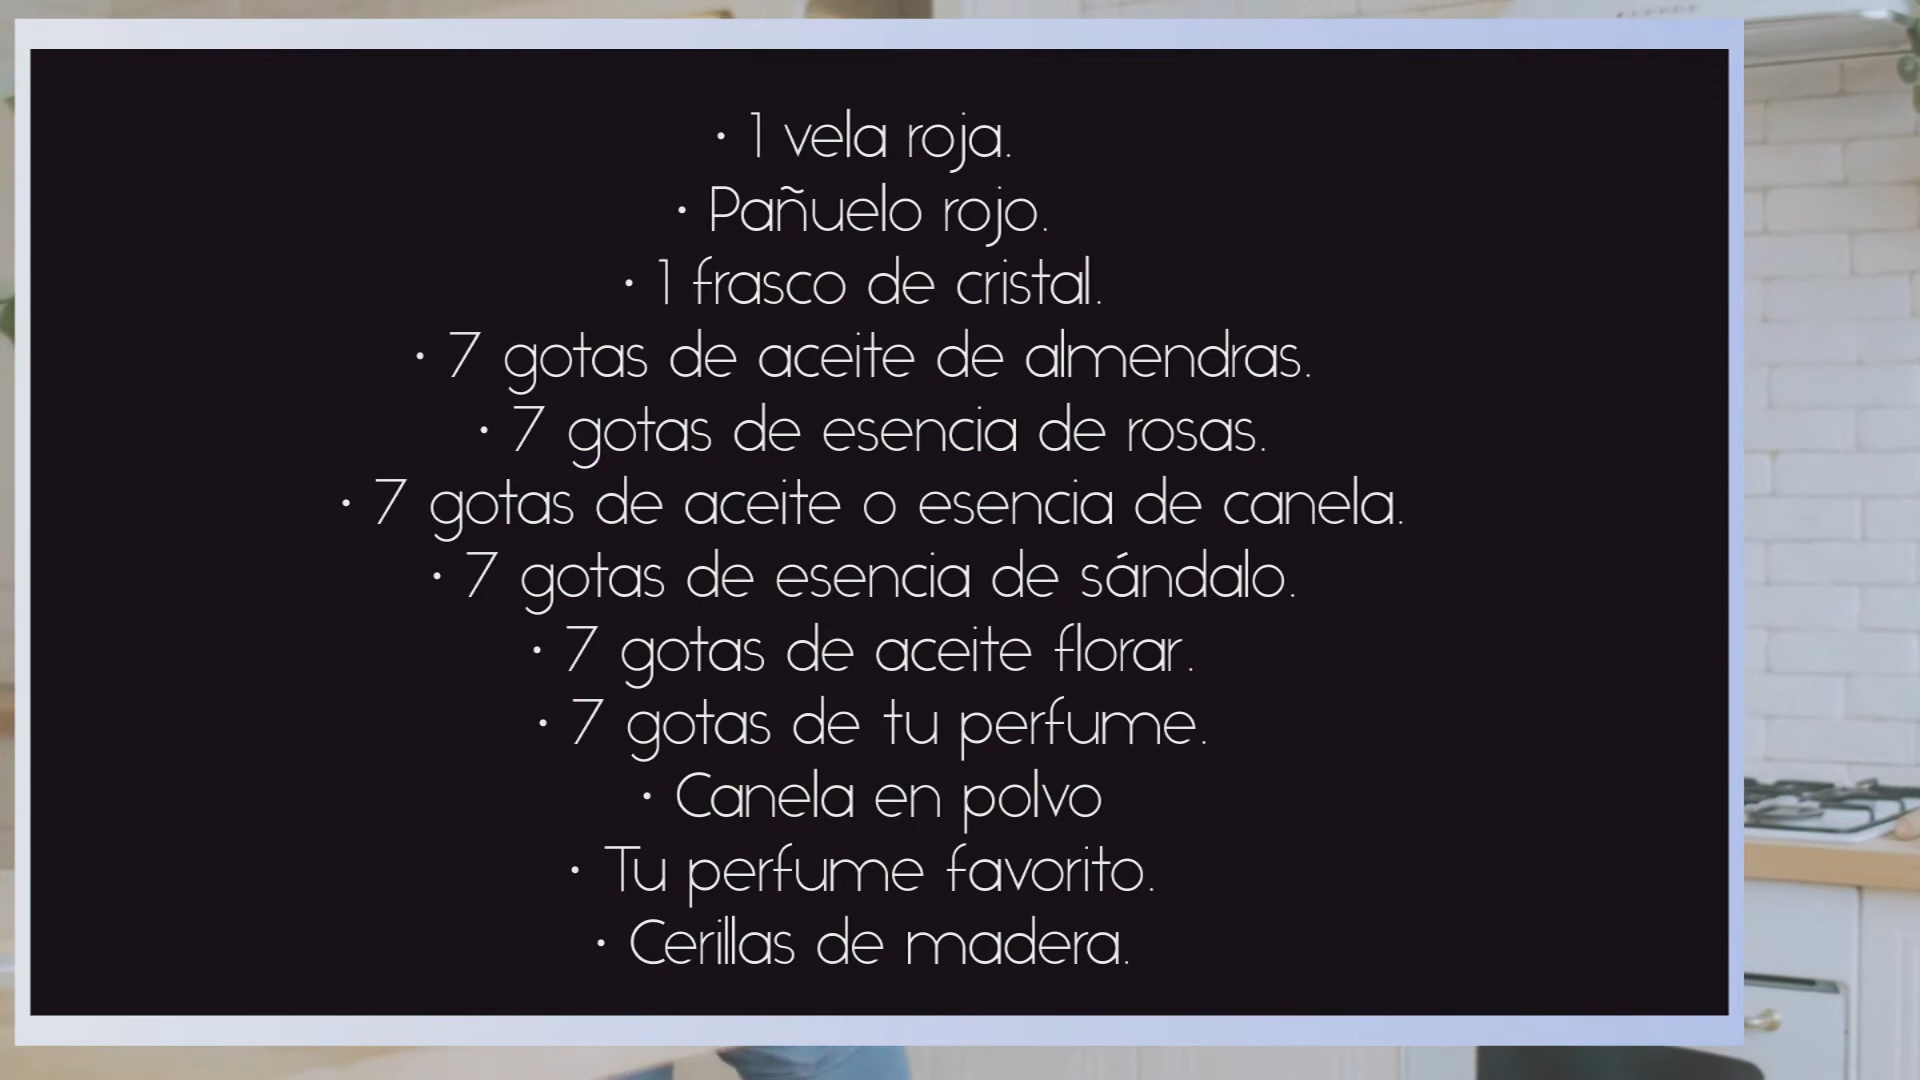 • 1 vela roja.
• Pañuelo rojo.
• 1 frasco de cristal.
• 7 gotas de aceite de almendras.
• 7 gotas de esencia de rosas.
• 7 gotas de aceite o esencia de canela.
• 7 gotas de esencia de sándalo.
• 7 gotas de aceite florar.
• 7 gotas de tu perfume.
• Canela en polvo
• Tu perfume favorito.
• Cerillas de madera.